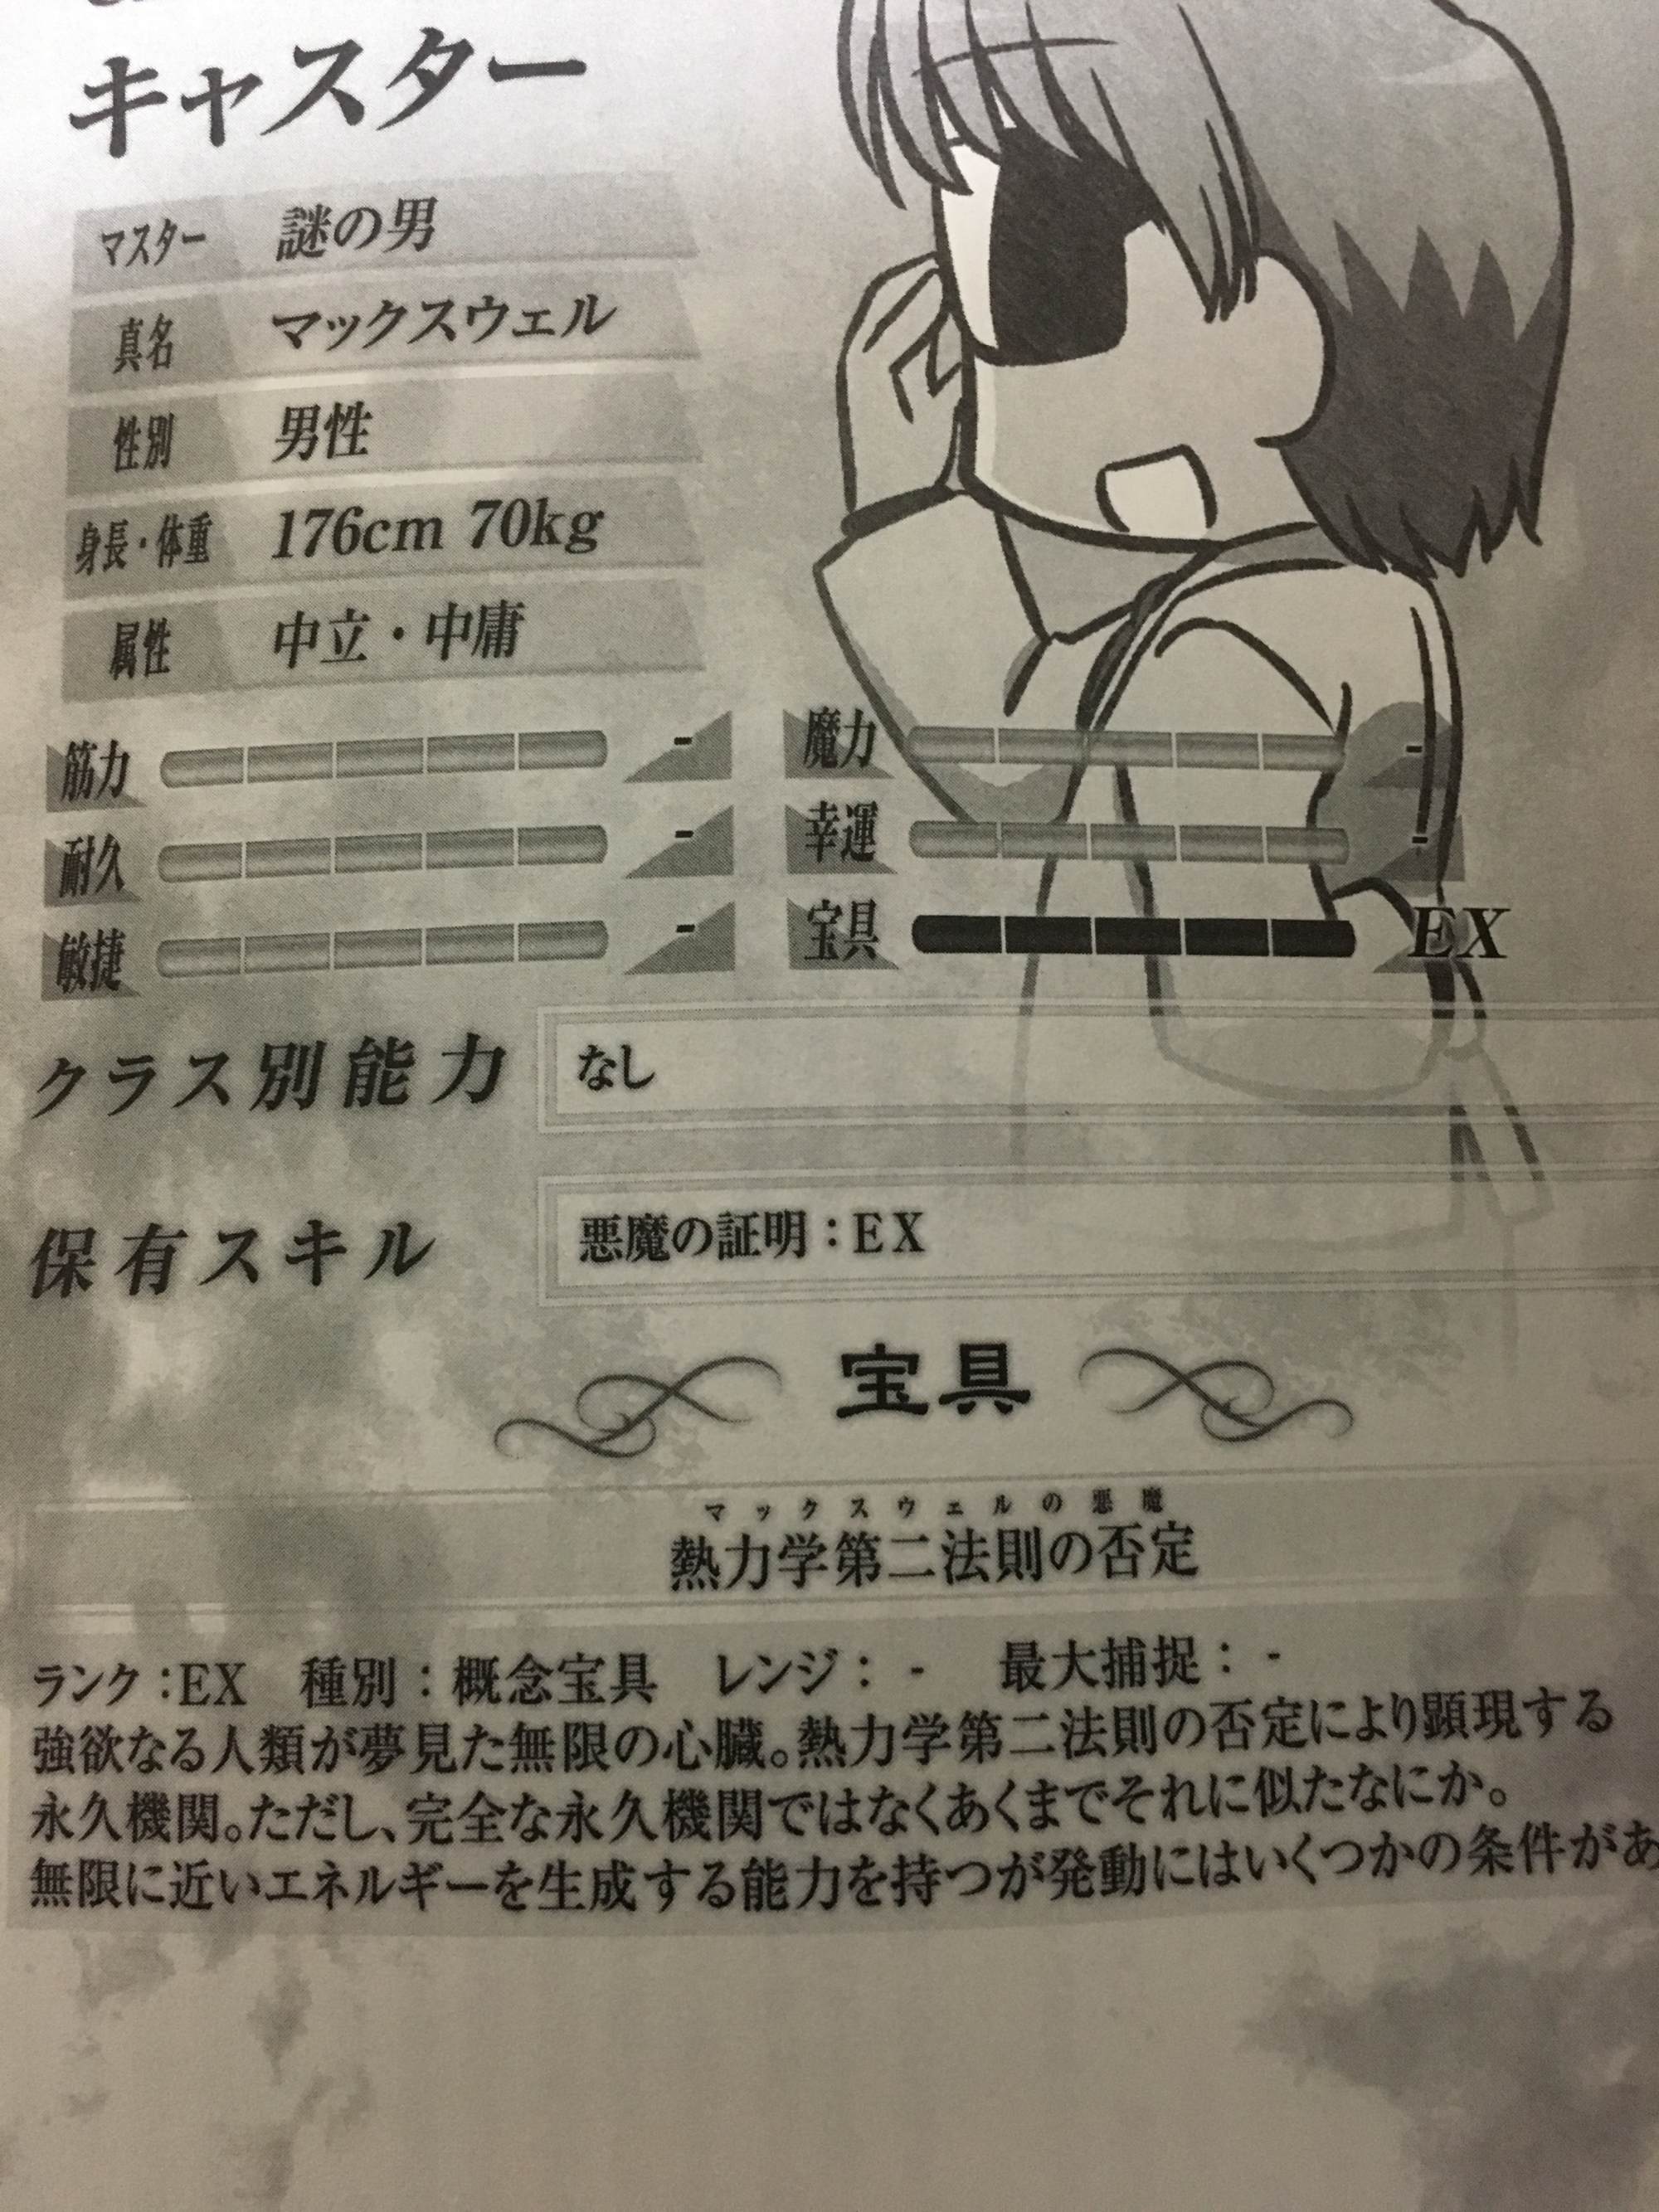 キャスター
マスター 謎の男
真名 マックスウェル
性別 男性
身長・体重 176cm 70kg
属性 中立・中庸
筋力 - 魔力 -
耐久 - 幸運 -
敏捷 - 宝具 EX
クラス別能力 なし
保有スキル 悪魔の証明：EX
宝具
マックスウェルの悪魔
熱力学第二法則の否定
ランク：EX 種別：概念宝具 レンジ： - 最大捕捉： -
強欲なる人類が夢見た無限の心臓。熱力学第二法則の否定により顕現する
永久機関。ただし、完全な永久機関ではなくあくまでそれに似たなにか。
無限に近いエネルギーを生成する能力を持つが発動にはいくつかの条件があ